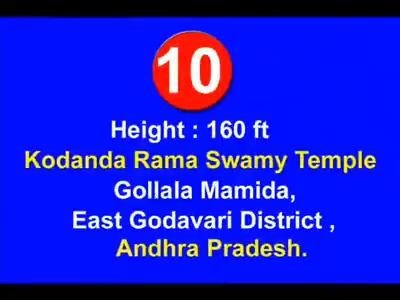 10
Height : 160 ft
Kodanda Rama Swamy Temple
Gollala Mamida,
East Godavari District ,
Andhra Pradesh.